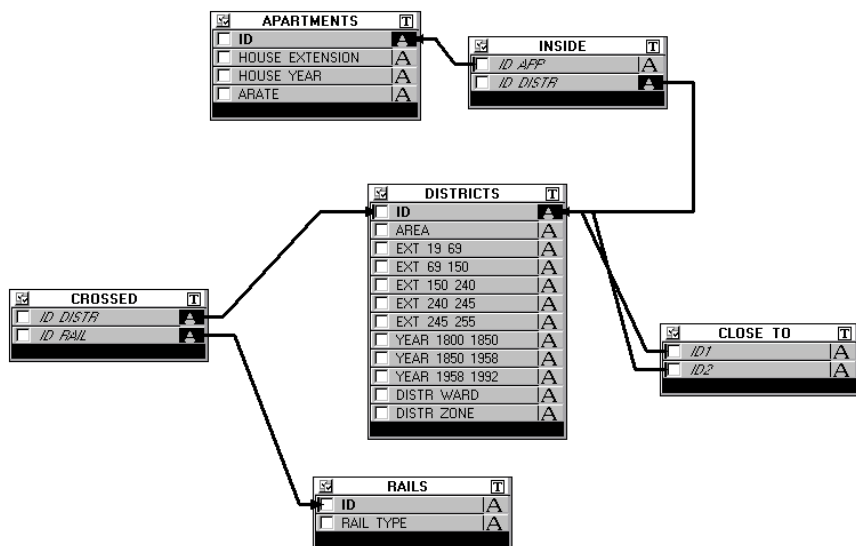 APARTMENTS
ID
HOUSE EXTENSION
HOUSE YEAR
ARATE
INSIDE
ID APP
ID DISTR
DISTRICTS
ID
AREA
EXT 19 69
EXT 69 150
EXT 150 240
EXT 240 245
EXT 245 255
YEAR 1800 1850
YEAR 1850 1958
YEAR 1958 1992
DISTR WARD
DISTR ZONE
CROSSED
ID DISTR
ID RAIL
CLOSE TO
ID1
ID2
RAILS
ID
RAIL TYPE